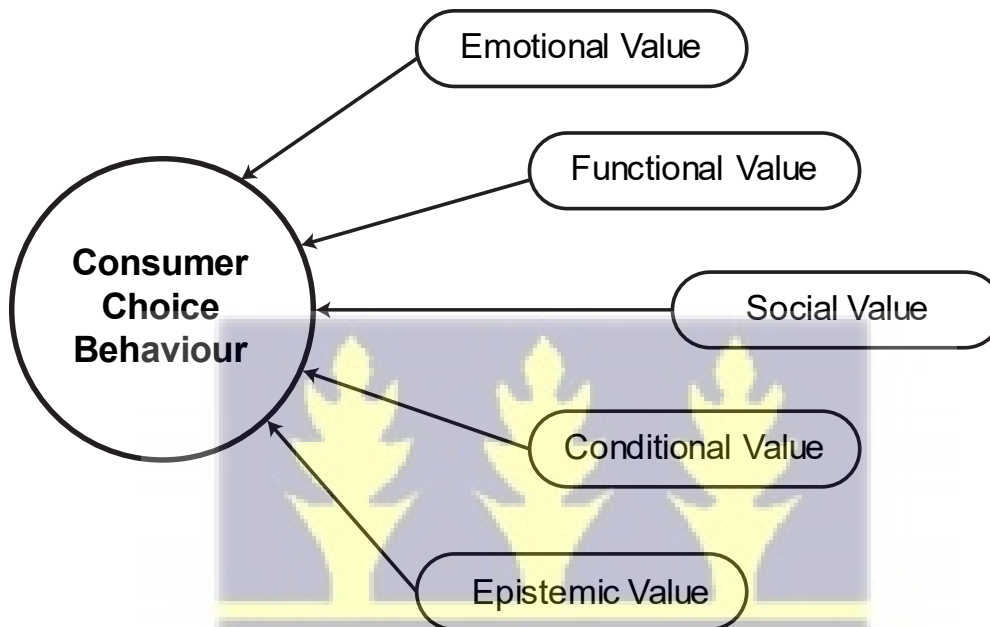 Emotional Value
Functional Value
Consumer
Choice
Behaviour
Social Value
Conditional Value
Epistemic Value